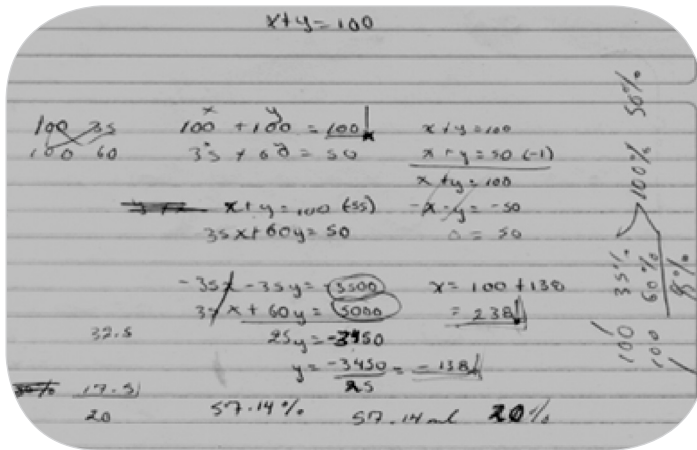 x+y=100
100 35
100 60
x y
100 + 100 = 100
35 + 60 = 50
x+y=100
x+y=50 (-1)
x+y=100
-x-y=-50
0 = 50
x+y=100 (35)
35x+60y=50
-35x-35y=-3500
35x+60y=5000
25y=-3450
y=-3450/25=-138
x=100+138
=238
32.5
17.5
20
57.14% 57.14ml 20%
100 35%
100 60%
100% 50%